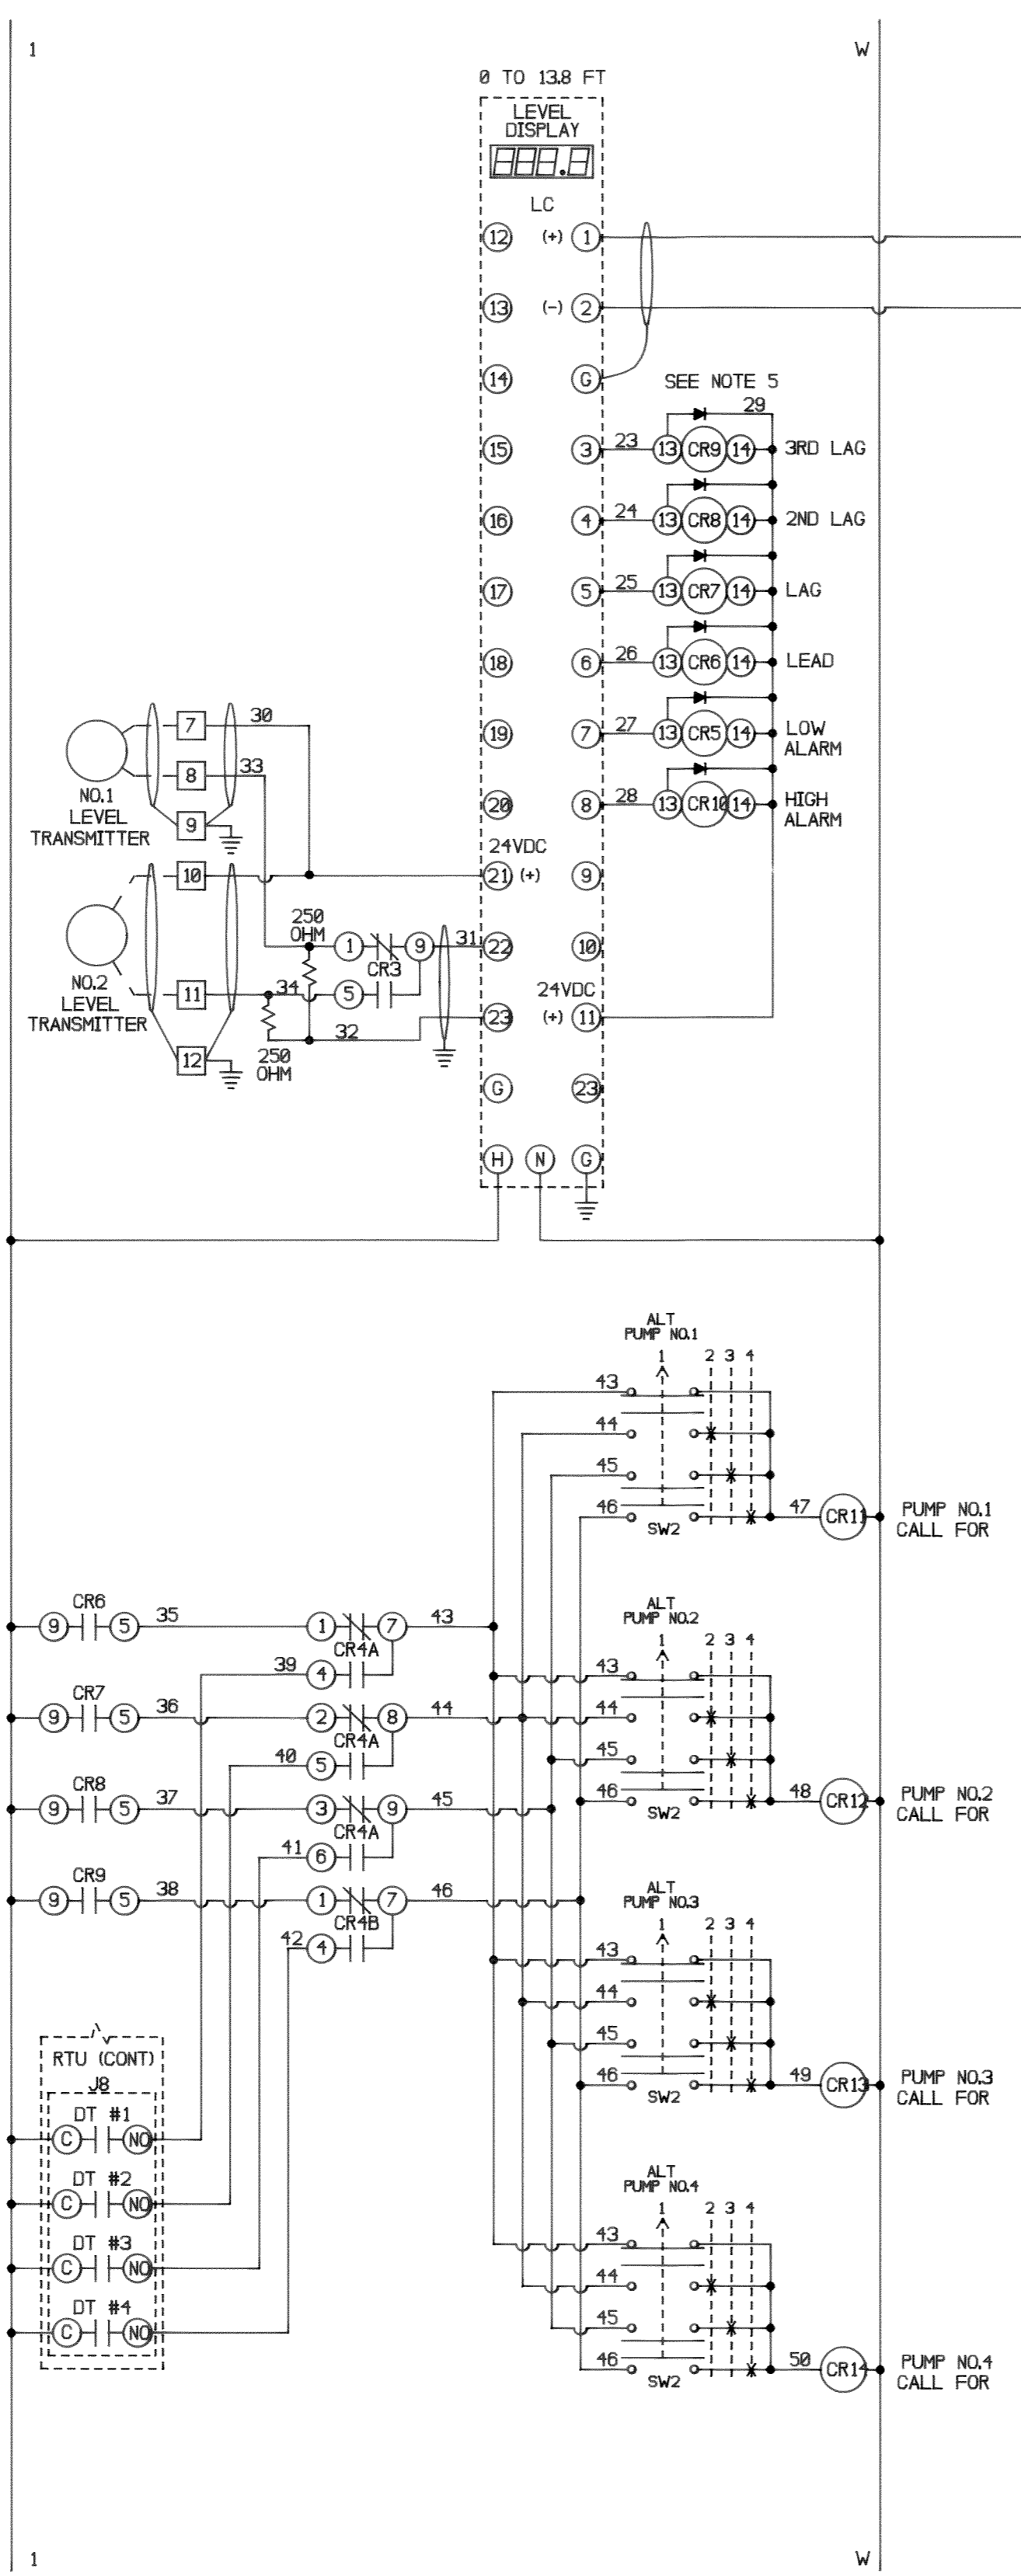 1 W
0 TO 13.8 FT
LEVEL
DISPLAY
888.8
LC
12 (+) 1
13 (-) 2
14 G
SEE NOTE 5
29
15 3 23 13 CR9 14 3RD LAG
16 4 24 13 CR8 14 2ND LAG
17 5 25 13 CR7 14 LAG
18 6 26 13 CR6 14 LEAD
7 30
19 7 27 13 CR5 14 LOW
ALARM
8 33
NO.1
LEVEL
TRANSMITTER
9
20 8 28 13 CR10 14 HIGH
ALARM
24VDC
10 21 (+) 9
250
OHM
1 9 31 22 10
CR3
NO.2
LEVEL
TRANSMITTER
11 34 5
24VDC
23 (+) 11
32
12
250
OHM
G 23
H N G
ALT
PUMP NO.1
1 2 3 4
43
44
45
46 47 CR11
SW2
PUMP NO.1
CALL FOR
CR6
9 5 35 1 7 43
CR4A
39 4
ALT
PUMP NO.2
1 2 3 4
43
CR7
9 5 36 2 8 44 44
CR4A
40 5
45
CR8
9 5 37 3 9 45
CR4A
41 6
46 48 CR12
SW2
PUMP NO.2
CALL FOR
CR9
9 5 38 1 7 46
CR4B
42 4
ALT
PUMP NO.3
1 2 3 4
43
44
45
46 49 CR13
SW2
PUMP NO.3
CALL FOR
RTU (CONT)
J8
DT #1
C NO
DT #2
C NO
DT #3
C NO
DT #4
C NO
ALT
PUMP NO.4
1 2 3 4
43
44
45
46 50 CR14
SW2
PUMP NO.4
CALL FOR
1 W